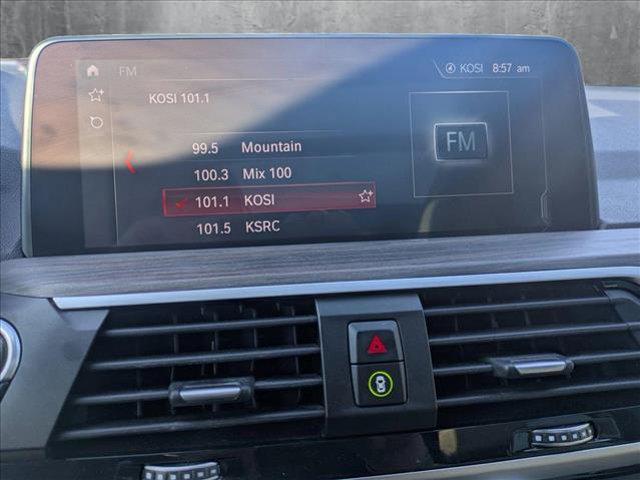 FM
KOSI 8:57 am
KOSI 101.1
99.5 Mountain
100.3 Mix 100
101.1 KOSI
101.5 KSRC
FM